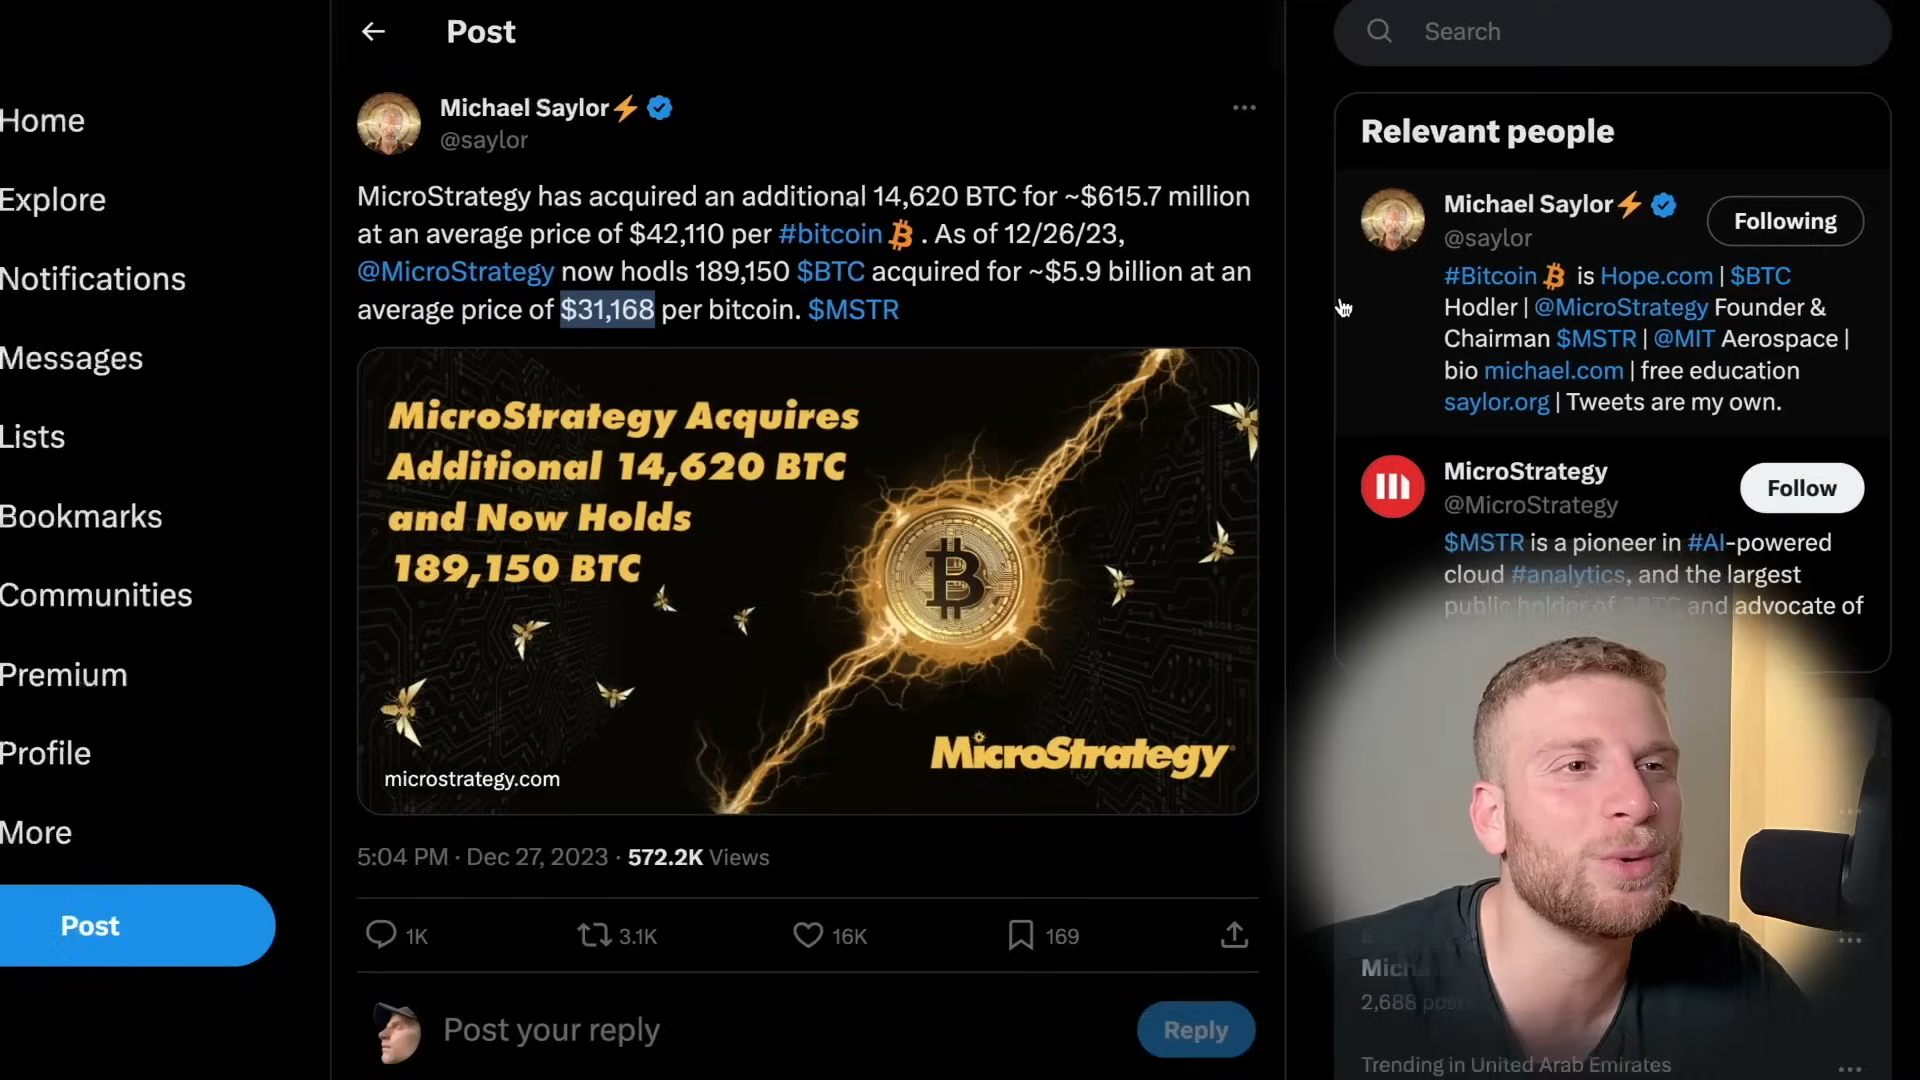 Home
Explore
Notifications
Messages
Lists
Bookmarks
Communities
Premium
Profile
More
Post
Post
Michael Saylor⚡
@saylor
MicroStrategy has acquired an additional 14,620 BTC for ~$615.7 million
at an average price of $42,110 per #bitcoin . As of 12/26/23,
@MicroStrategy now hodls 189,150 $BTC acquired for ~$5.9 billion at an
average price of $31,168 per bitcoin. $MSTR
MicroStrategy Acquires
Additional 14,620 BTC
and Now Holds
189,150 BTC
MicroStrategy
microstrategy.com
5:04 PM · Dec 27, 2023 · 572.2K Views
1K 3.1K 16K 169
Post your reply
Reply
Search
Relevant people
Michael Saylor⚡
Following
@saylor
#Bitcoin is Hope.com | $BTC
Hodler | @MicroStrategy Founder &
Chairman $MSTR | @MIT Aerospace |
bio michael.com | free education
saylor.org | Tweets are my own.
MicroStrategy
Follow
@MicroStrategy
$MSTR is a pioneer in #AI-powered
cloud #analytics, and the largest
public holder of $BTC and advocate of
2,688 posts
Trending in United Arab Emirates